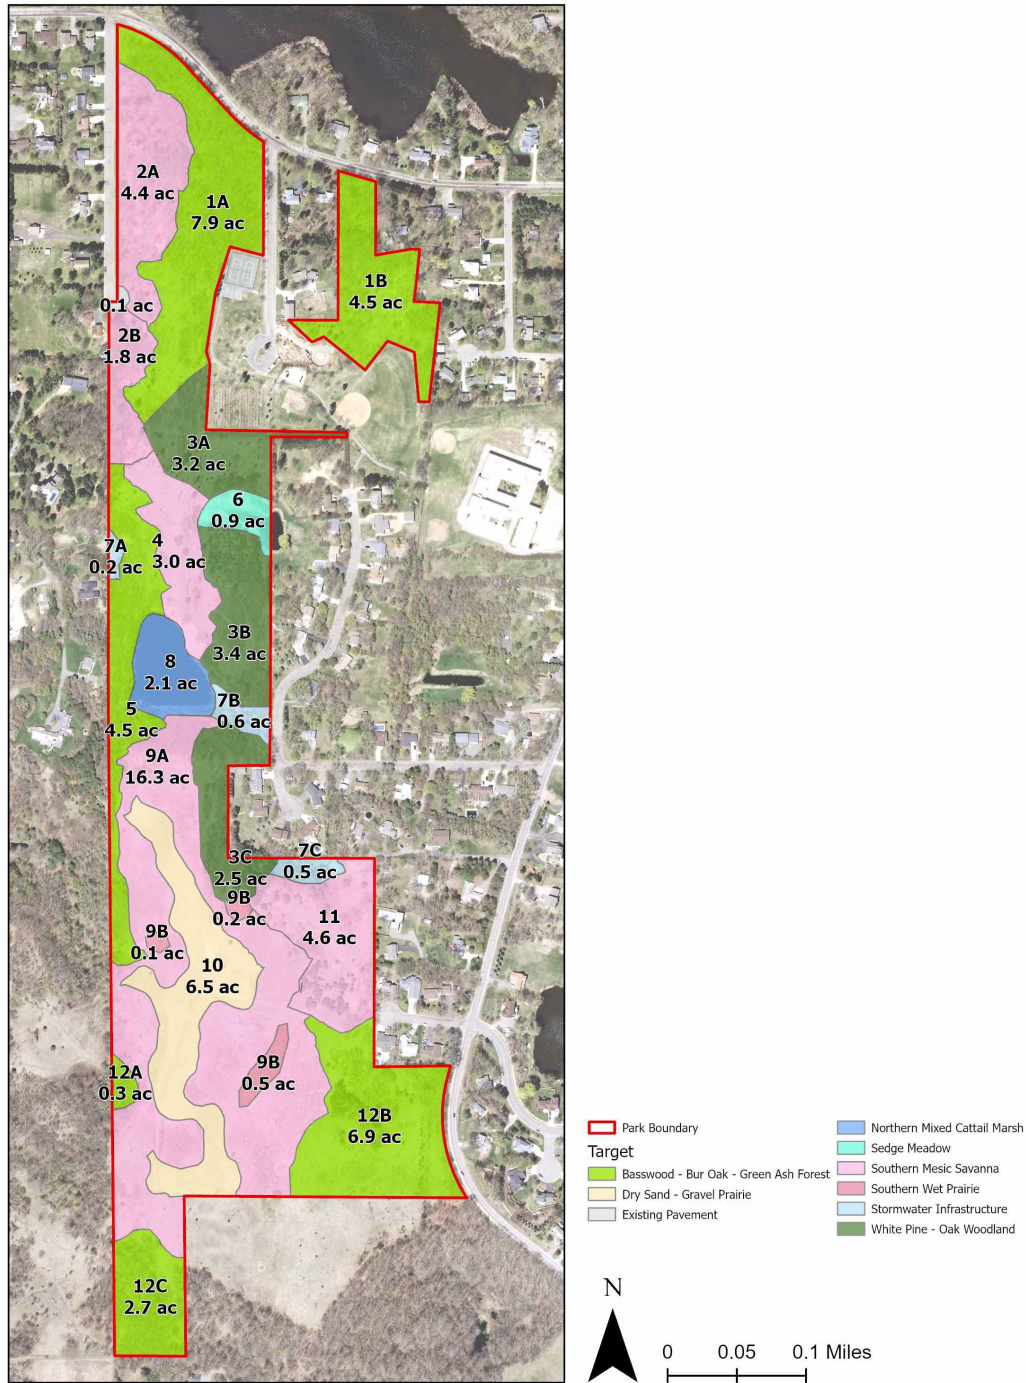 2A
4.4 ac
1A
7.9 ac
1B
4.5 ac
0.1 ac
2B
1.8 ac
3A
3.2 ac
6
0.9 ac
7A
0.2 ac
4
3.0 ac
3B
3.4 ac
8
2.1 ac
7B
0.6 ac
5
4.5 ac
9A
16.3 ac
3C
2.5 ac
7C
0.5 ac
9B
0.2 ac
11
4.6 ac
9B
0.1 ac
10
6.5 ac
9B
0.5 ac
12A
0.3 ac
12B
6.9 ac
12C
2.7 ac
Park Boundary
Target
Basswood - Bur Oak - Green Ash Forest
Dry Sand - Gravel Prairie
Existing Pavement
Northern Mixed Cattail Marsh
Sedge Meadow
Southern Mesic Savanna
Southern Wet Prairie
Stormwater Infrastructure
White Pine - Oak Woodland
N
0 0.05 0.1 Miles